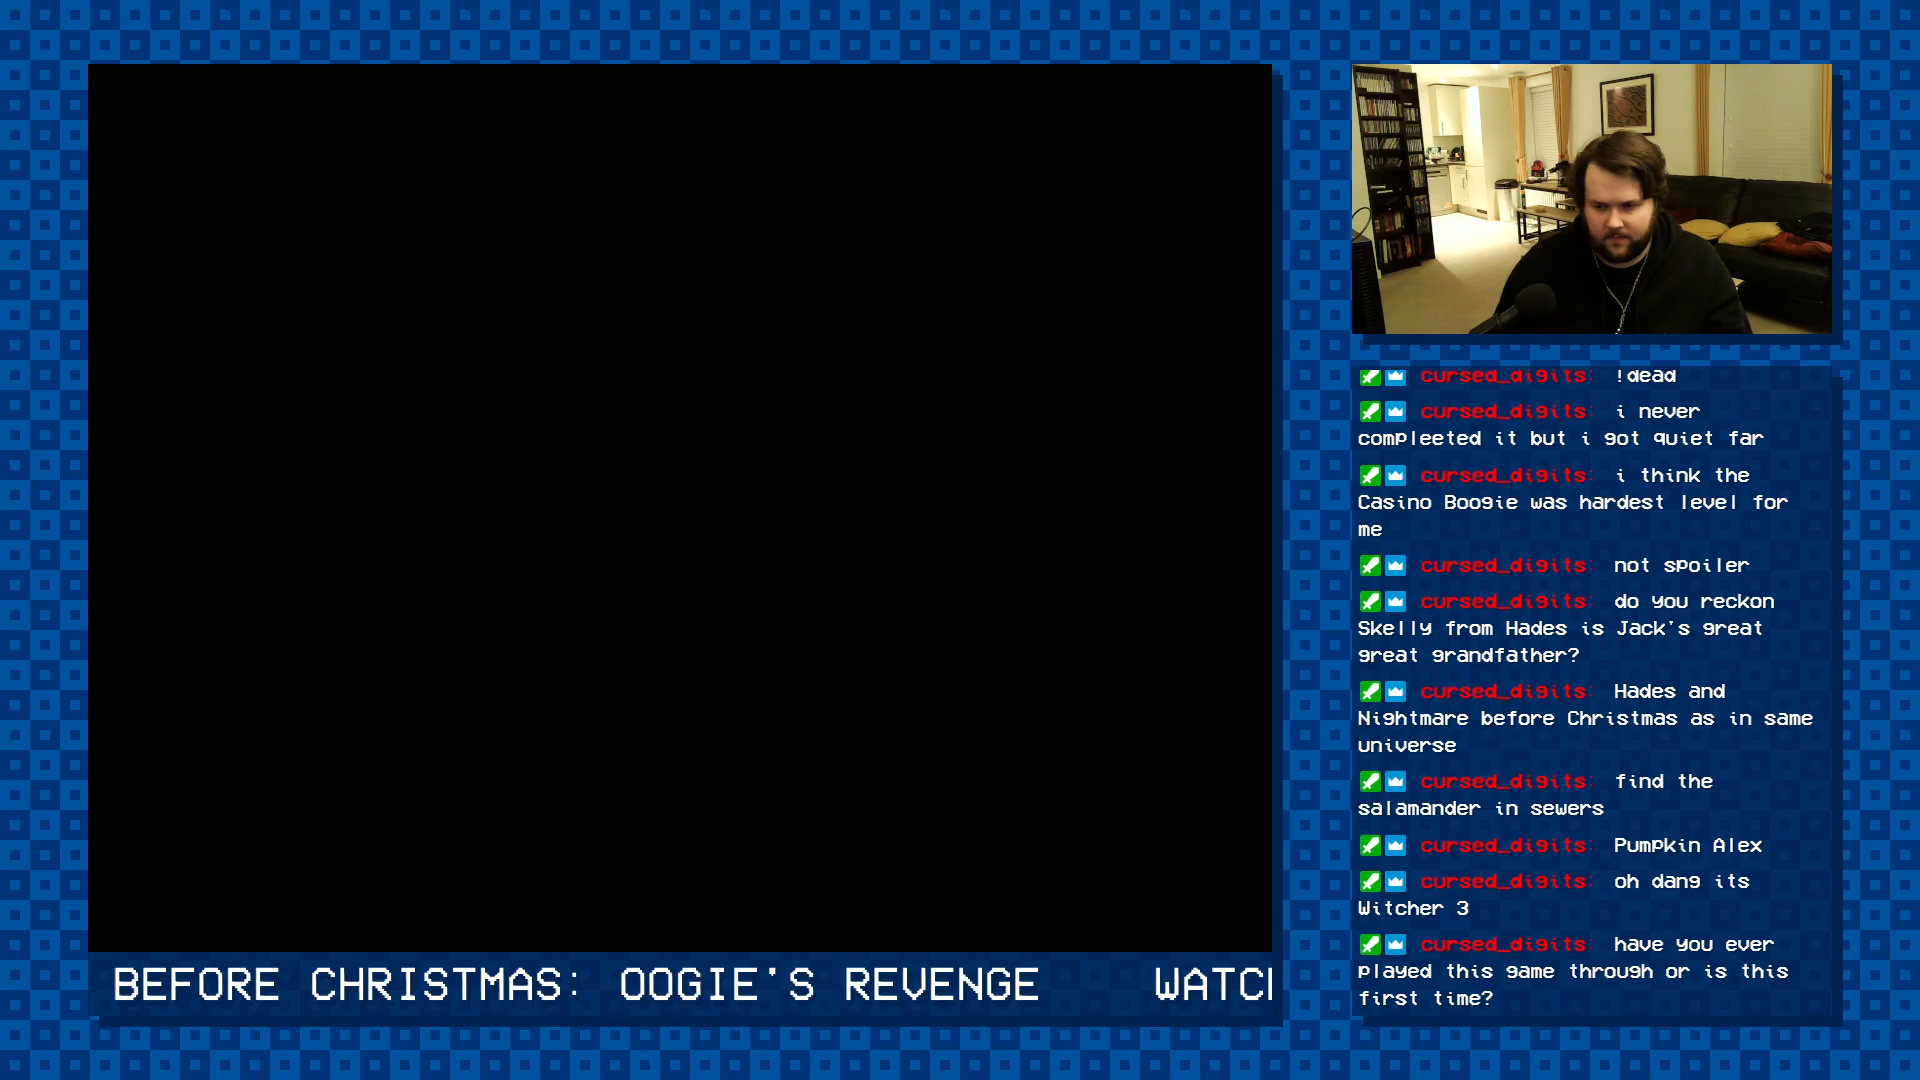 cursed_digits: !dead
cursed_digits: i never
compleeted it but i got quiet far
cursed_digits: i think the
Casino Boogie was hardest level for
me
cursed_digits: not spoiler
cursed_digits: do you reckon
Skelly from Hades is Jack's great
great grandfather?
cursed_digits: Hades and
Nightmare before Christmas as in same
universe
cursed_digits: find the
salamander in sewers
cursed_digits: Pumpkin Alex
cursed_digits: oh dang its
Witcher 3
cursed_digits: have you ever
played this game through or is this
first time?
BEFORE CHRISTMAS: OOGIE'S REVENGE WATC